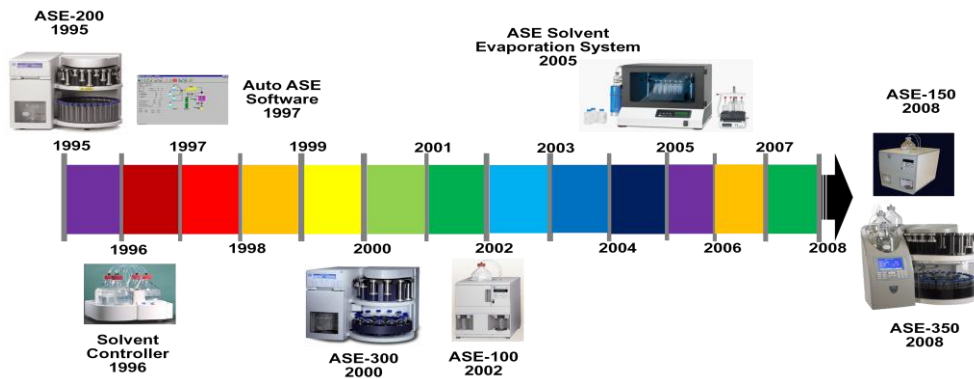 ASE-200
1995
Auto ASE
Software
1997
ASE Solvent
Evaporation System
2005
ASE-150
2008
1995
1997
1999
2001
2003
2005
2007
1996
1998
2000
2002
2004
2006
2008
Solvent
Controller
1996
ASE-300
2000
ASE-100
2002
ASE-350
2008